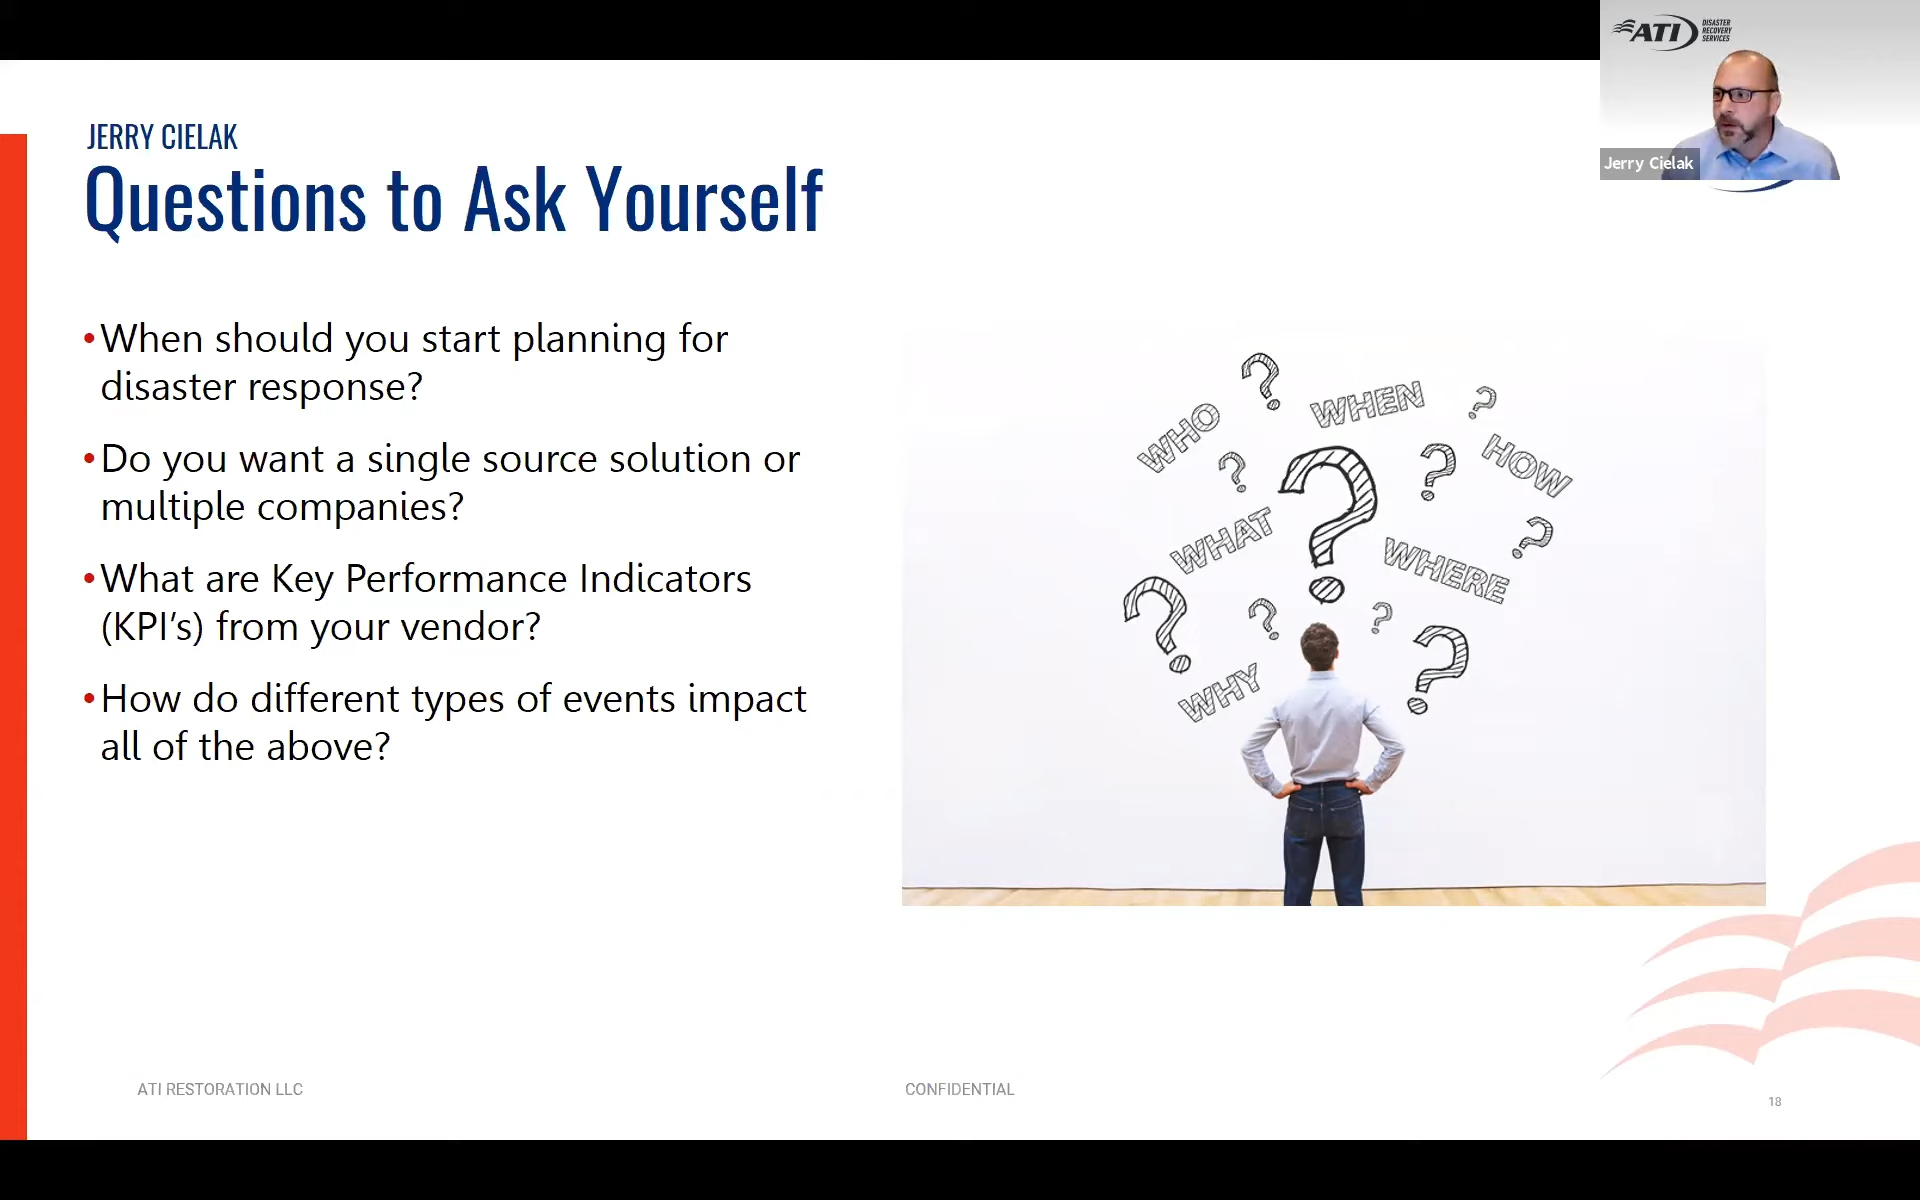 ATI DISASTER
RECOVERY
SERVICES
Jerry Cielak
JERRY CIELAK
Questions to Ask Yourself
•When should you start planning for
disaster response?
•Do you want a single source solution or
multiple companies?
•What are Key Performance Indicators
(KPI’s) from your vendor?
•How do different types of events impact
all of the above?
?
WHEN
?
WHO
?
?
?
HOW
WHAT
?
WHERE
?
?
?
?
WHY
ATI RESTORATION LLC
CONFIDENTIAL
18